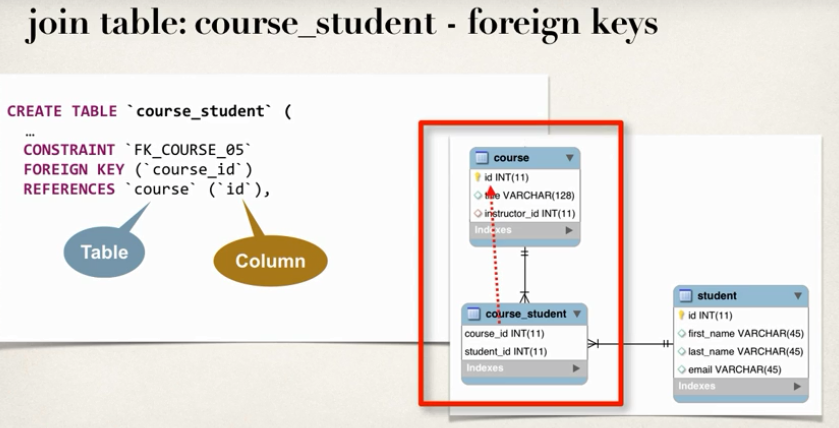 join table: course_student - foreign keys
CREATE TABLE `course_student` (
…
CONSTRAINT `FK_COURSE_05`
FOREIGN KEY (`course_id`)
REFERENCES `course` (`id`),
Table
Column
course
id INT(11)
title VARCHAR(128)
instructor_id INT(11)
Indexes
course_student
course_id INT(11)
student_id INT(11)
Indexes
student
id INT(11)
first_name VARCHAR(45)
last_name VARCHAR(45)
email VARCHAR(45)
Indexes